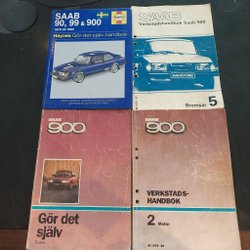 SAAB
90, 99 & 900
Haynes
Gör-det-själv-handbok
SAAB
Verkstadshandbok Saab 900
Bromsar 5
SAAB
900
Gör det
själv
SAAB
900
VERKSTADS-
HANDBOK
2 Motor